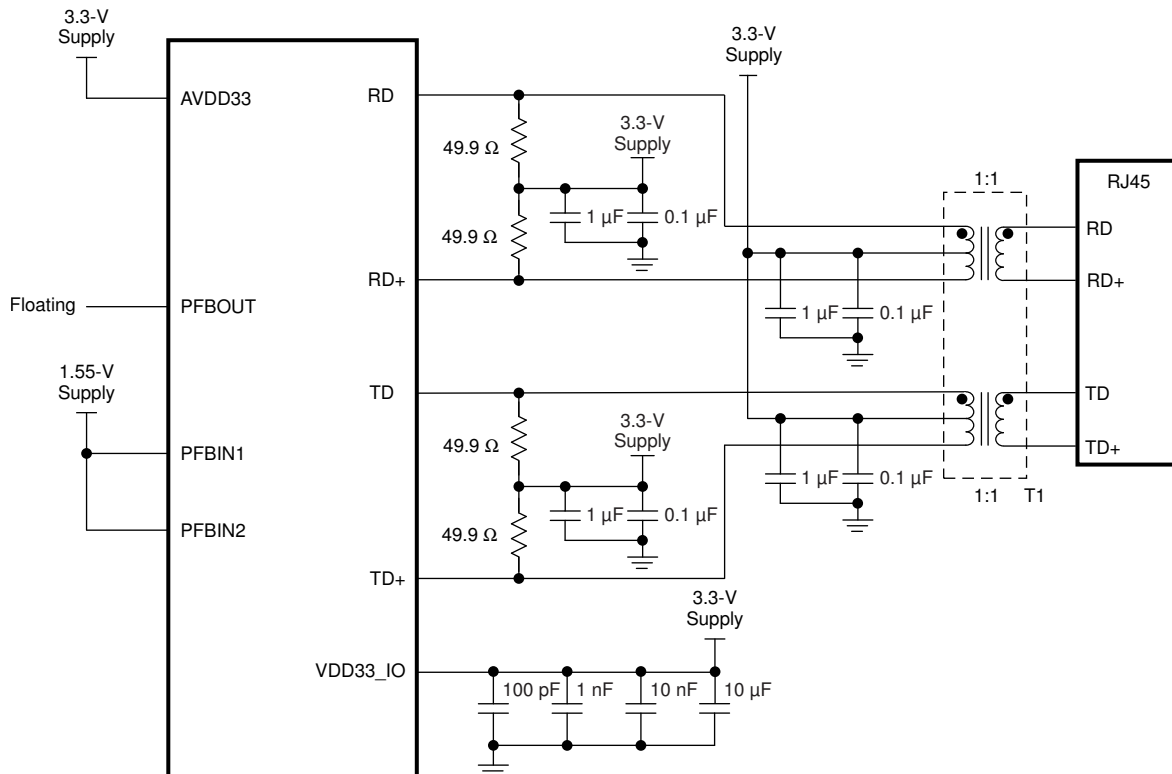 3.3-V
Supply
AVDD33
RD
3.3-V
Supply
49.9 Ω
3.3-V
Supply
1 µF
0.1 µF
49.9 Ω
RD+
1:1
RJ45
RD
RD+
1 µF
0.1 µF
Floating
PFBOUT
1.55-V
Supply
PFBIN1
PFBIN2
TD
49.9 Ω
3.3-V
Supply
1 µF
0.1 µF
49.9 Ω
TD+
TD
TD+
1 µF
0.1 µF
1:1
T1
3.3-V
Supply
VDD33_IO
100 pF
1 nF
10 nF
10 µF